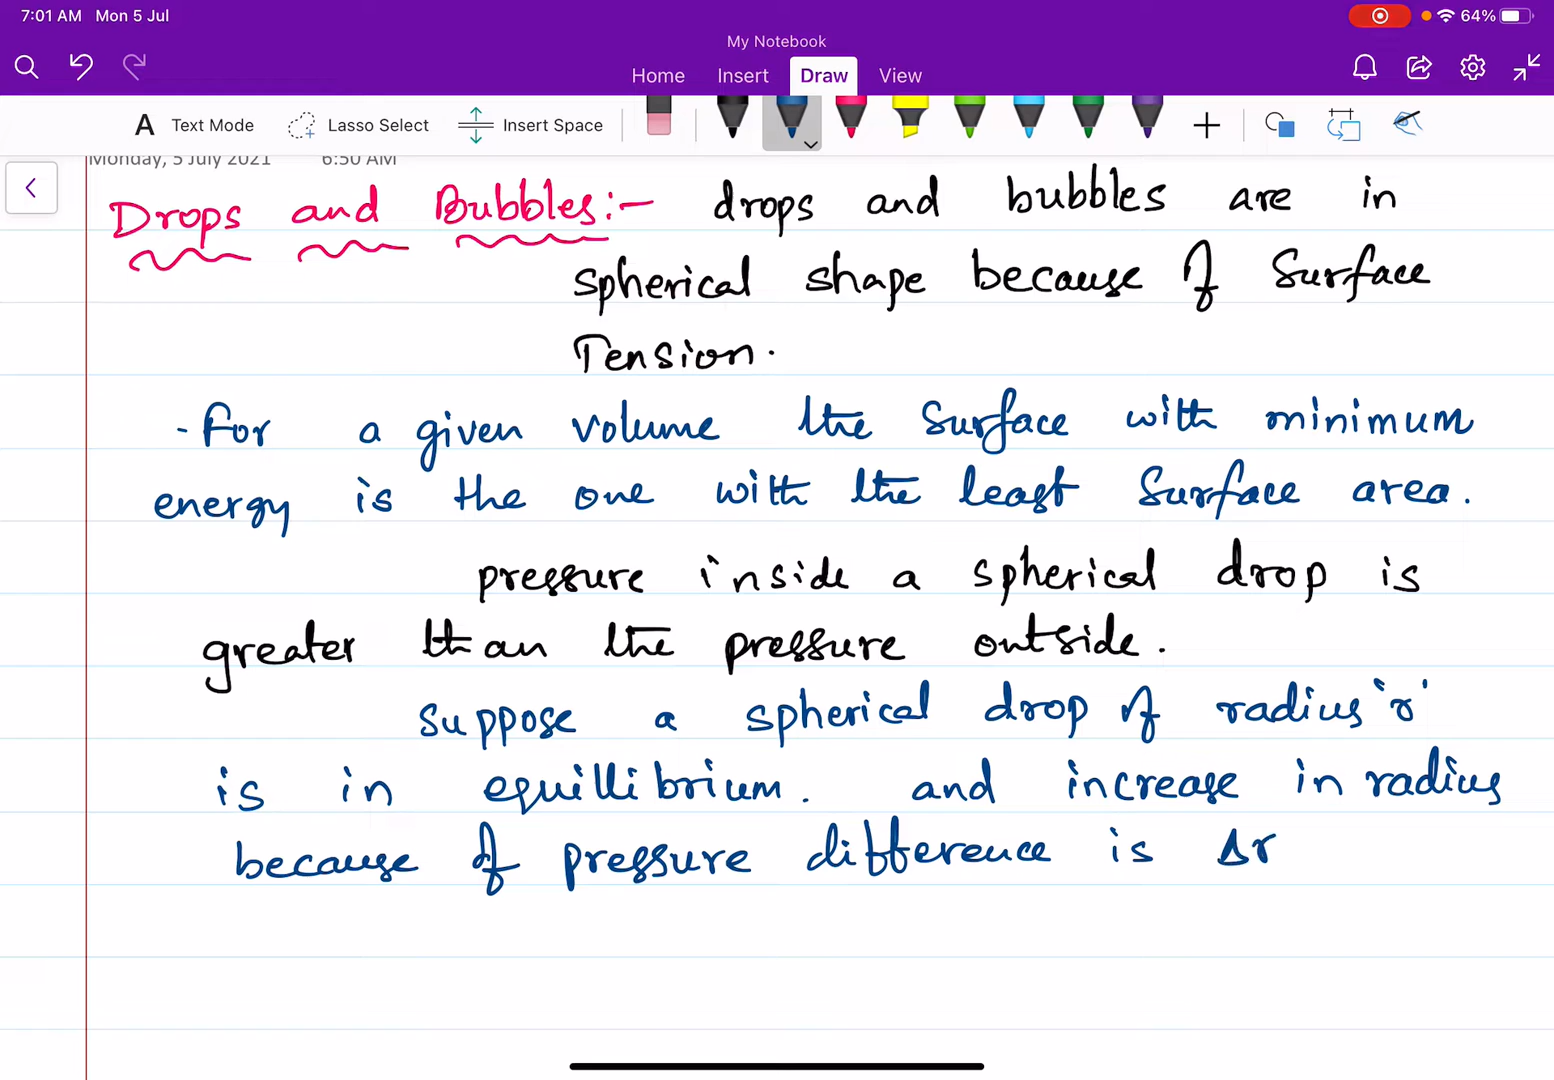 7:01 AM Mon 5 Jul 64%
My Notebook
Home Insert Draw View
A Text Mode Lasso Select Insert Space
Monday, 5 July 2021 6:50 AM
Drops and Bubbles:- drops and bubbles are in
spherical shape because of Surface
Tension.
- For a given volume the Surface with minimum
energy is the one with the least Surface area.
pressure inside a spherical drop is
greater than the pressure outside.
suppose a spherical drop of radius 'r'
is in equillibrium. and increase in radius
because of pressure difference is Δr